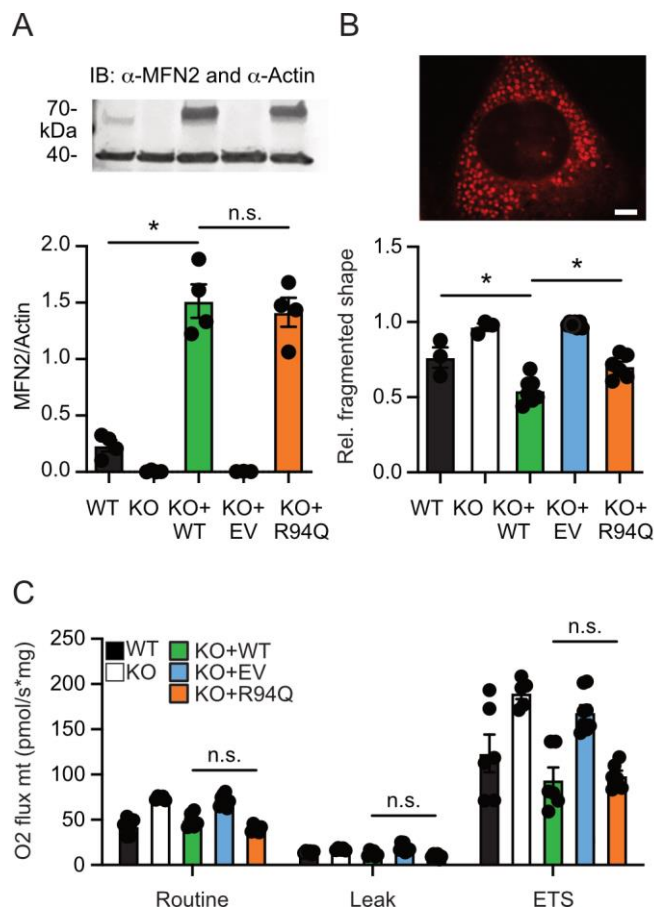 A
IB: α-MFN2 and α-Actin
70-
kDa
40-
*
n.s.
2.0
1.5
1.0
0.5
0.0
MFN2/Actin
WT KO KO+ KO+ KO+
WT EV R94Q
B
*
*
1.5
1.0
0.5
0.0
Rel. fragmented shape
WT KO KO+ KO+ KO+
WT EV R94Q
C
250
200
150
100
50
0
O2 flux mt (pmol/s*mg)
WT KO+WT
KO KO+EV
KO+R94Q
n.s.
n.s.
n.s.
Routine Leak ETS